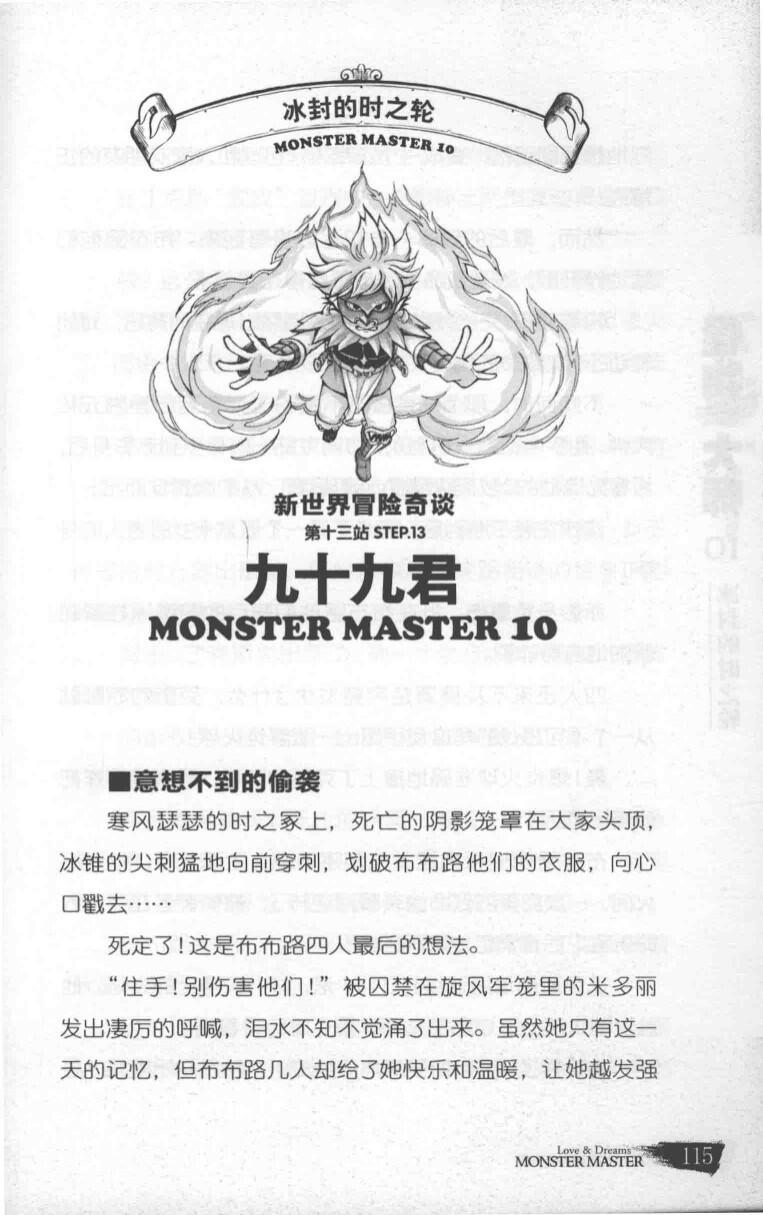 冰封的时之轮
MONSTER MASTER 10
新世界冒险奇谈
第十三站 STEP.13
九十九君
MONSTER MASTER 10
■意想不到的偷袭
寒风瑟瑟的时之冢上，死亡的阴影笼罩在大家头顶，
冰锥的尖刺猛地向前穿刺，划破布布路他们的衣服，向心
口戳去……
死定了！这是布布路四人最后的想法。
“住手！别伤害他们！”被囚禁在旋风牢笼里的米多丽
发出凄厉的呼喊，泪水不知不觉涌了出来。虽然她只有这一
天的记忆，但布布路几人却给了她快乐和温暖，让她越发强
Love & Dreams
MONSTER MASTER 115